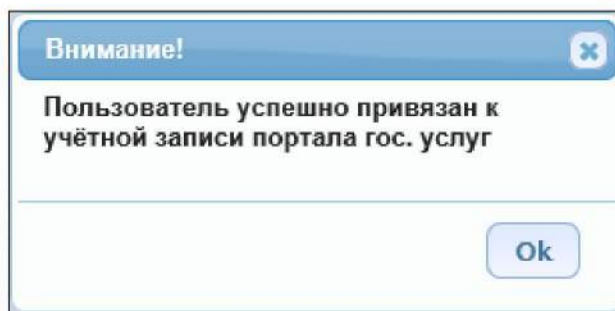 Внимание!
Пользователь успешно привязан к
учётной записи портала гос. услуг
Ok